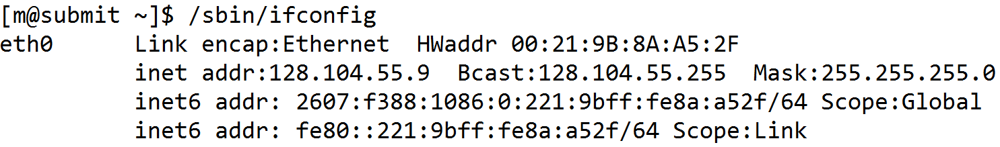 [m@submit ~]$ /sbin/ifconfig
eth0      Link encap:Ethernet  HWaddr 00:21:9B:8A:A5:2F
          inet addr:128.104.55.9  Bcast:128.104.55.255  Mask:255.255.255.0
          inet6 addr: 2607:f388:1086:0:221:9bff:fe8a:a52f/64 Scope:Global
          inet6 addr: fe80::221:9bff:fe8a:a52f/64 Scope:Link